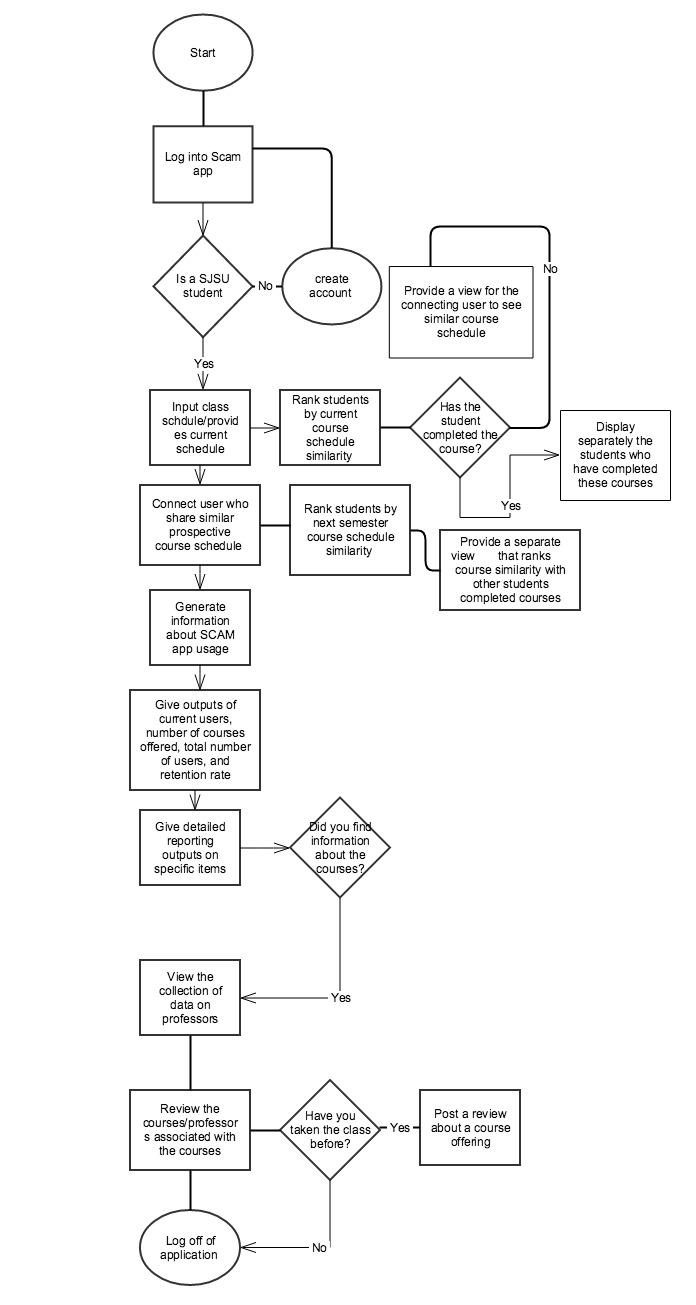 Start
Log into Scam
app
Is a SJSU
student
No
create
account
No
Provide a view for the
connecting user to see
similar course
schedule
Yes
Input class
schdule/provid
es current
schedule
Rank students
by current
course
schedule
similarity
Has the
student
completed the
course?
Display
separately the
students who
have completed
these courses
Yes
Connect user who
share similar
prospective
course schedule
Rank students by
next semester
course schedule
similarity
Provide a separate
view that ranks
course similarity with
other students
completed courses
Generate
information
about SCAM
app usage
Give outputs of
current users,
number of courses
offered, total number
of users, and
retention rate
Give detailed
reporting
outputs on
specific items
Did you find
information
about the
courses?
View the
collection of
data on
professors
Yes
Review the
courses/professor
s associated with
the courses
Have you
taken the class
before?
Yes
Post a review
about a course
offering
Log off of
application
No